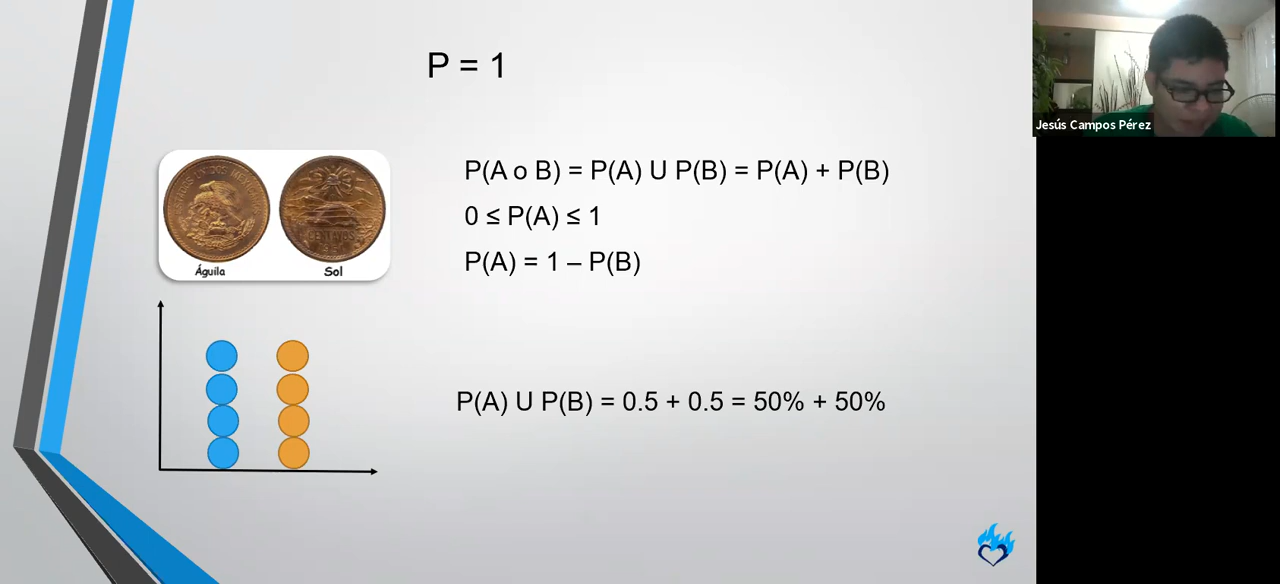 P = 1
Jesús Campos Pérez
P(A o B) = P(A) U P(B) = P(A) + P(B)
0 ≤ P(A) ≤ 1
P(A) = 1 – P(B)
Águila
Sol
P(A) U P(B) = 0.5 + 0.5 = 50% + 50%